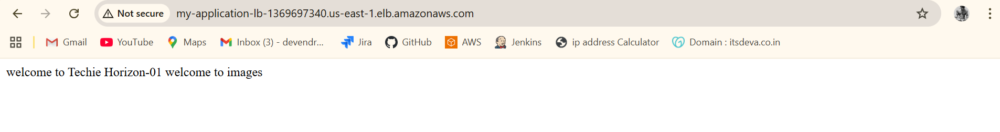 Not secure my-application-lb-1369697340.us-east-1.elb.amazonaws.com
Gmail YouTube Maps Inbox (3) - devendr... Jira GitHub AWS Jenkins ip address Calculator Domain : itsdeva.co.in
welcome to Techie Horizon-01 welcome to images